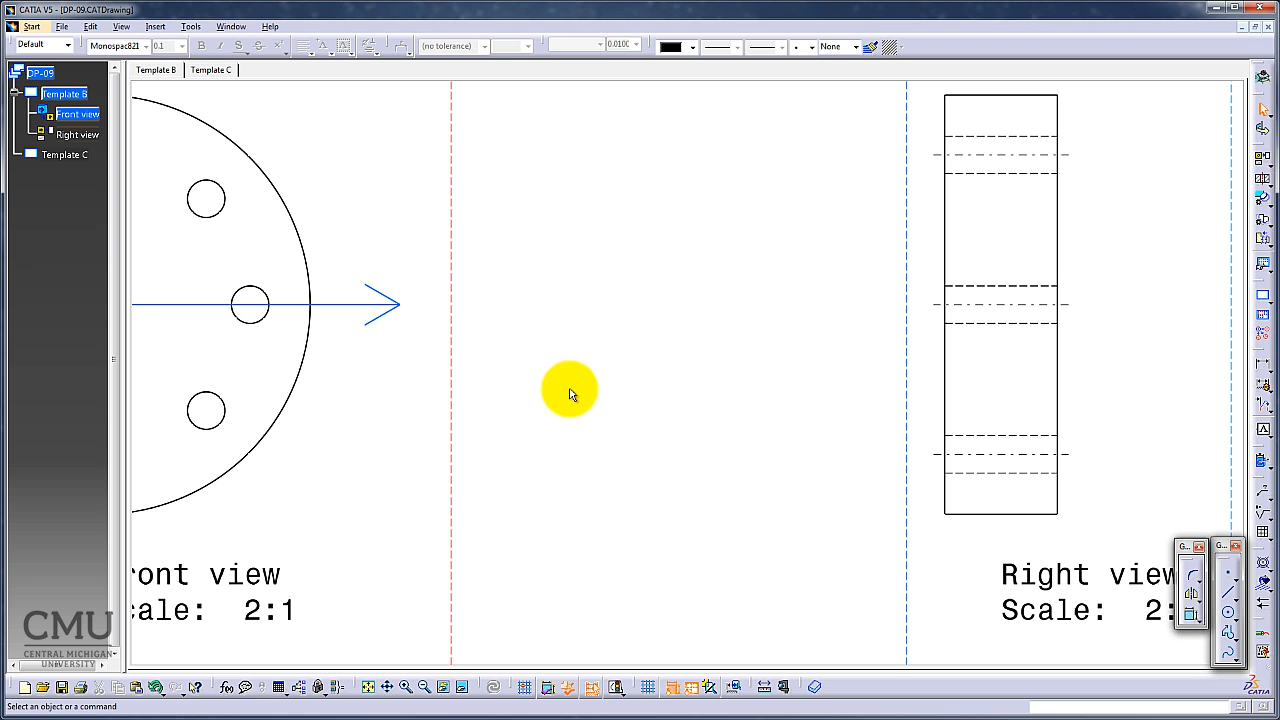 CATIA V5 - [DP-09.CATDrawing]
Start File Edit View Insert Tools Window Help
Default Monospac821 0.1 B I S (no tolerance) 0.0100 None
Template B Template C
DP-09
Template B
Front view
Right view
Template C
ront view
cale: 2:1
Right view
Scale: 2:
G...
G...
CMU
CENTRAL MICHIGAN
UNIVERSITY
Select an object or a command
CATIA